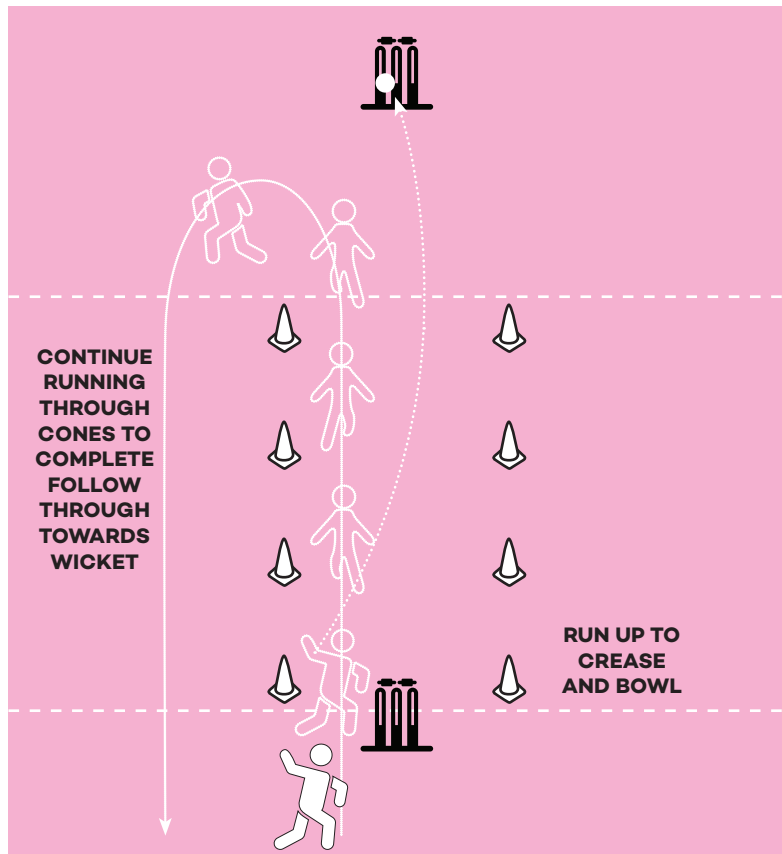 CONTINUE
RUNNING
THROUGH
CONES TO
COMPLETE
FOLLOW
THROUGH
TOWARDS
WICKET
RUN UP TO
CREASE
AND BOWL